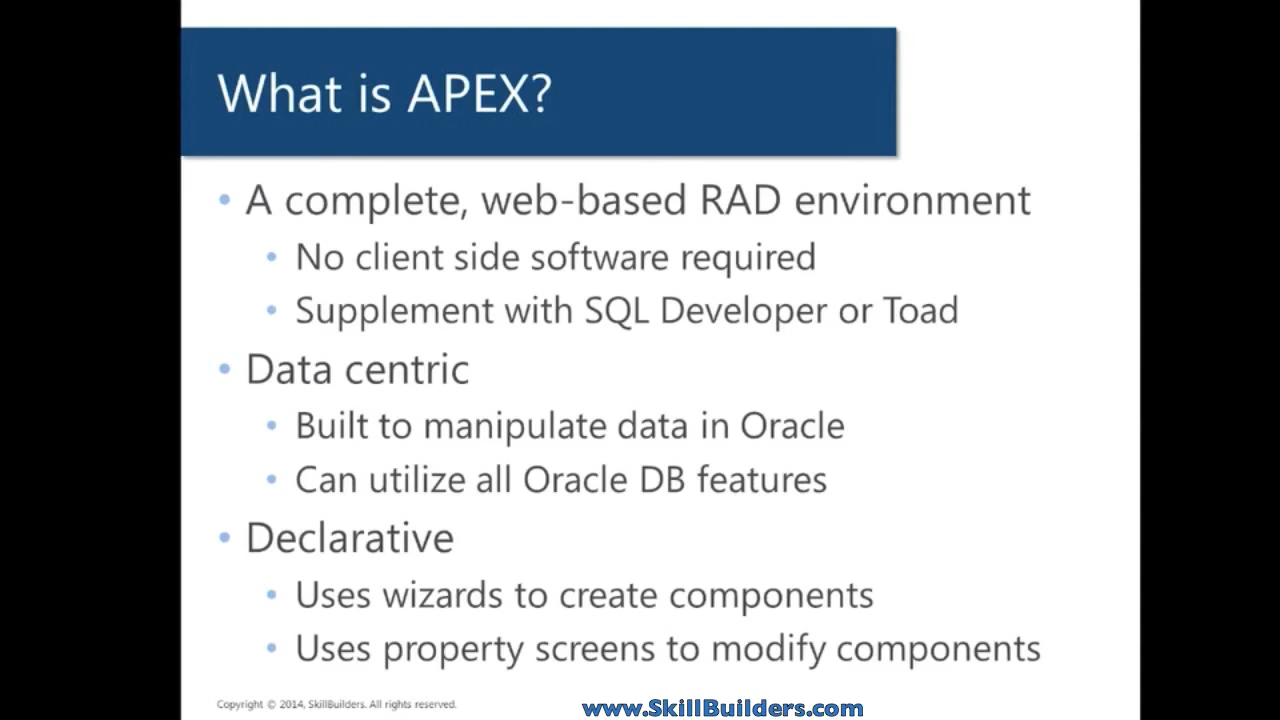 What is APEX?
• A complete, web-based RAD environment
• No client side software required
• Supplement with SQL Developer or Toad
• Data centric
• Built to manipulate data in Oracle
• Can utilize all Oracle DB features
• Declarative
• Uses wizards to create components
• Uses property screens to modify components
Copyright © 2014, SkillBuilders. All rights reserved.
www.SkillBuilders.com